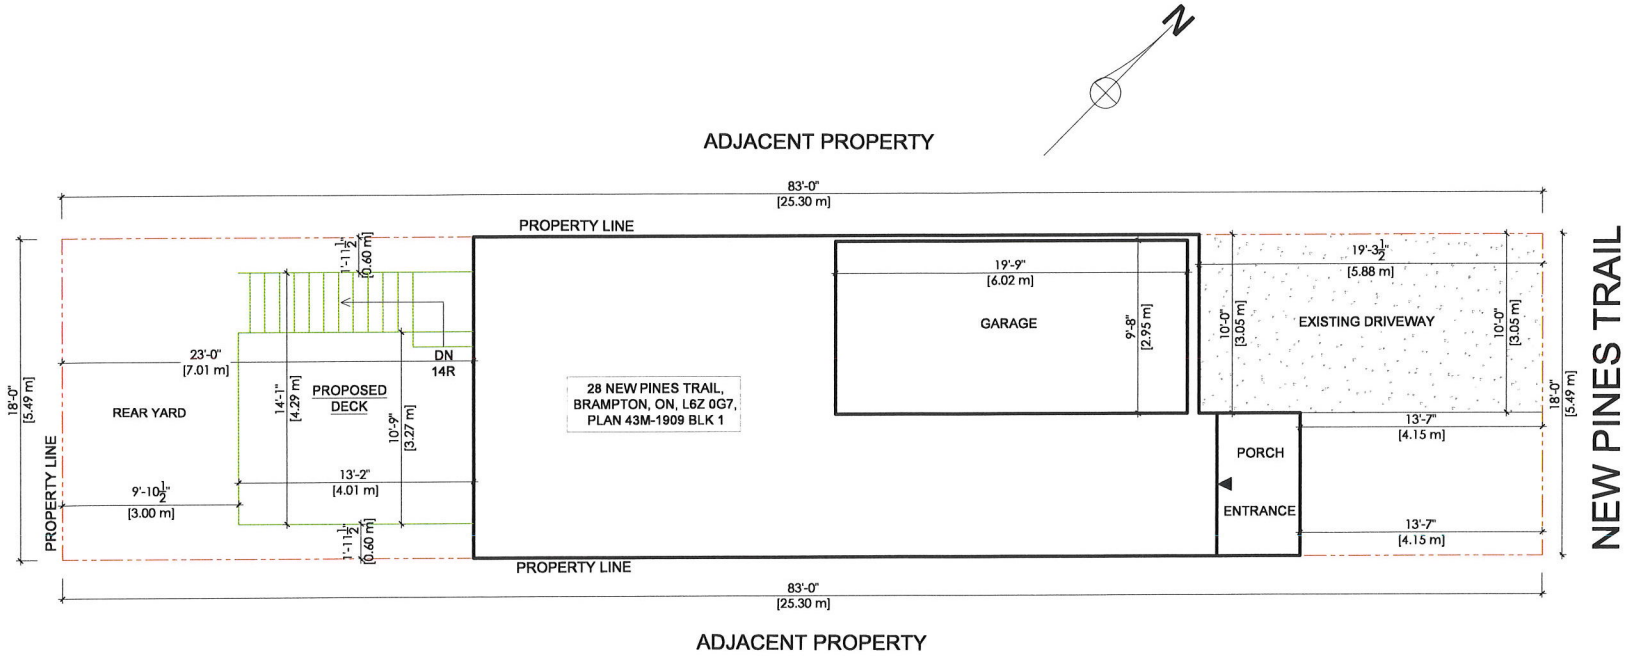 N
ADJACENT PROPERTY
83'-0"
[25.30 m]
PROPERTY LINE
1'-11½"
[0.60 m]
19'-3½"
[5.88 m]
19'-9"
[6.02 m]
GARAGE
9'-8"
[2.95 m]
10'-0"
[3.05 m]
EXISTING DRIVEWAY
10'-0"
[3.05 m]
NEW PINES TRAIL
18'-0"
[5.49 m]
23'-0"
[7.01 m]
DN
14R
18'-0"
[5.49 m]
REAR YARD
14'-1"
[4.29 m]
PROPOSED
DECK
10'-9"
[3.27 m]
28 NEW PINES TRAIL,
BRAMPTON, ON, L6Z 0G7,
PLAN 43M-1909 BLK 1
13'-7"
[4.15 m]
PORCH
ENTRANCE
13'-2"
[4.01 m]
9'-10½"
[3.00 m]
PROPERTY LINE
1'-11½"
[0.60 m]
13'-7"
[4.15 m]
PROPERTY LINE
83'-0"
[25.30 m]
ADJACENT PROPERTY